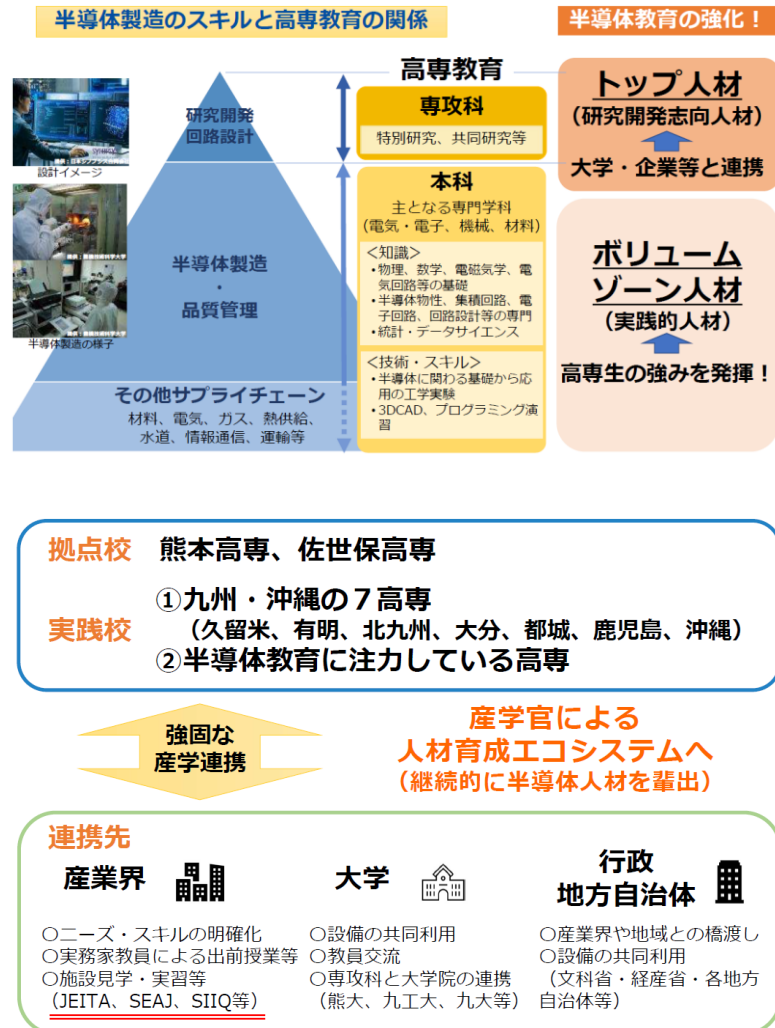 半導体製造のスキルと高専教育の関係
半導体教育の強化！
高専教育
研究開発
回路設計
設計イメージ
専攻科
特別研究、共同研究等
トップ人材
（研究開発志向人材）
大学・企業等と連携
半導体製造
・
品質管理
半導体製造の様子
本科
主となる専門学科
（電気・電子、機械、材料）
＜知識＞
・物理、数学、電磁気学、電
気回路等の基礎
・半導体物性、集積回路、電
子回路、回路設計等の専門
・統計・データサイエンス
＜技術・スキル＞
・半導体に関わる基礎から応
用の工学実験
・3DCAD、プログラミング演
習
ボリューム
ゾーン人材
（実践的人材）
高専生の強みを発揮！
その他サプライチェーン
材料、電気、ガス、熱供給、
水道、情報通信、運輸等
拠点校 熊本高専、佐世保高専
実践校
①九州・沖縄の７高専
（久留米、有明、北九州、大分、都城、鹿児島、沖縄）
②半導体教育に注力している高専
強固な
産学連携
産学官による
人材育成エコシステムへ
（継続的に半導体人材を輩出）
連携先
産業界
○ニーズ・スキルの明確化
○実務家教員による出前授業等
○施設見学・実習等
（JEITA、SEAJ、SIIQ等）
大学
○設備の共同利用
○教員交流
○専攻科と大学院の連携
（熊大、九工大、九大等）
行政
地方自治体
○産業界や地域との橋渡し
○設備の共同利用
（文科省・経産省・各地方
自治体等）